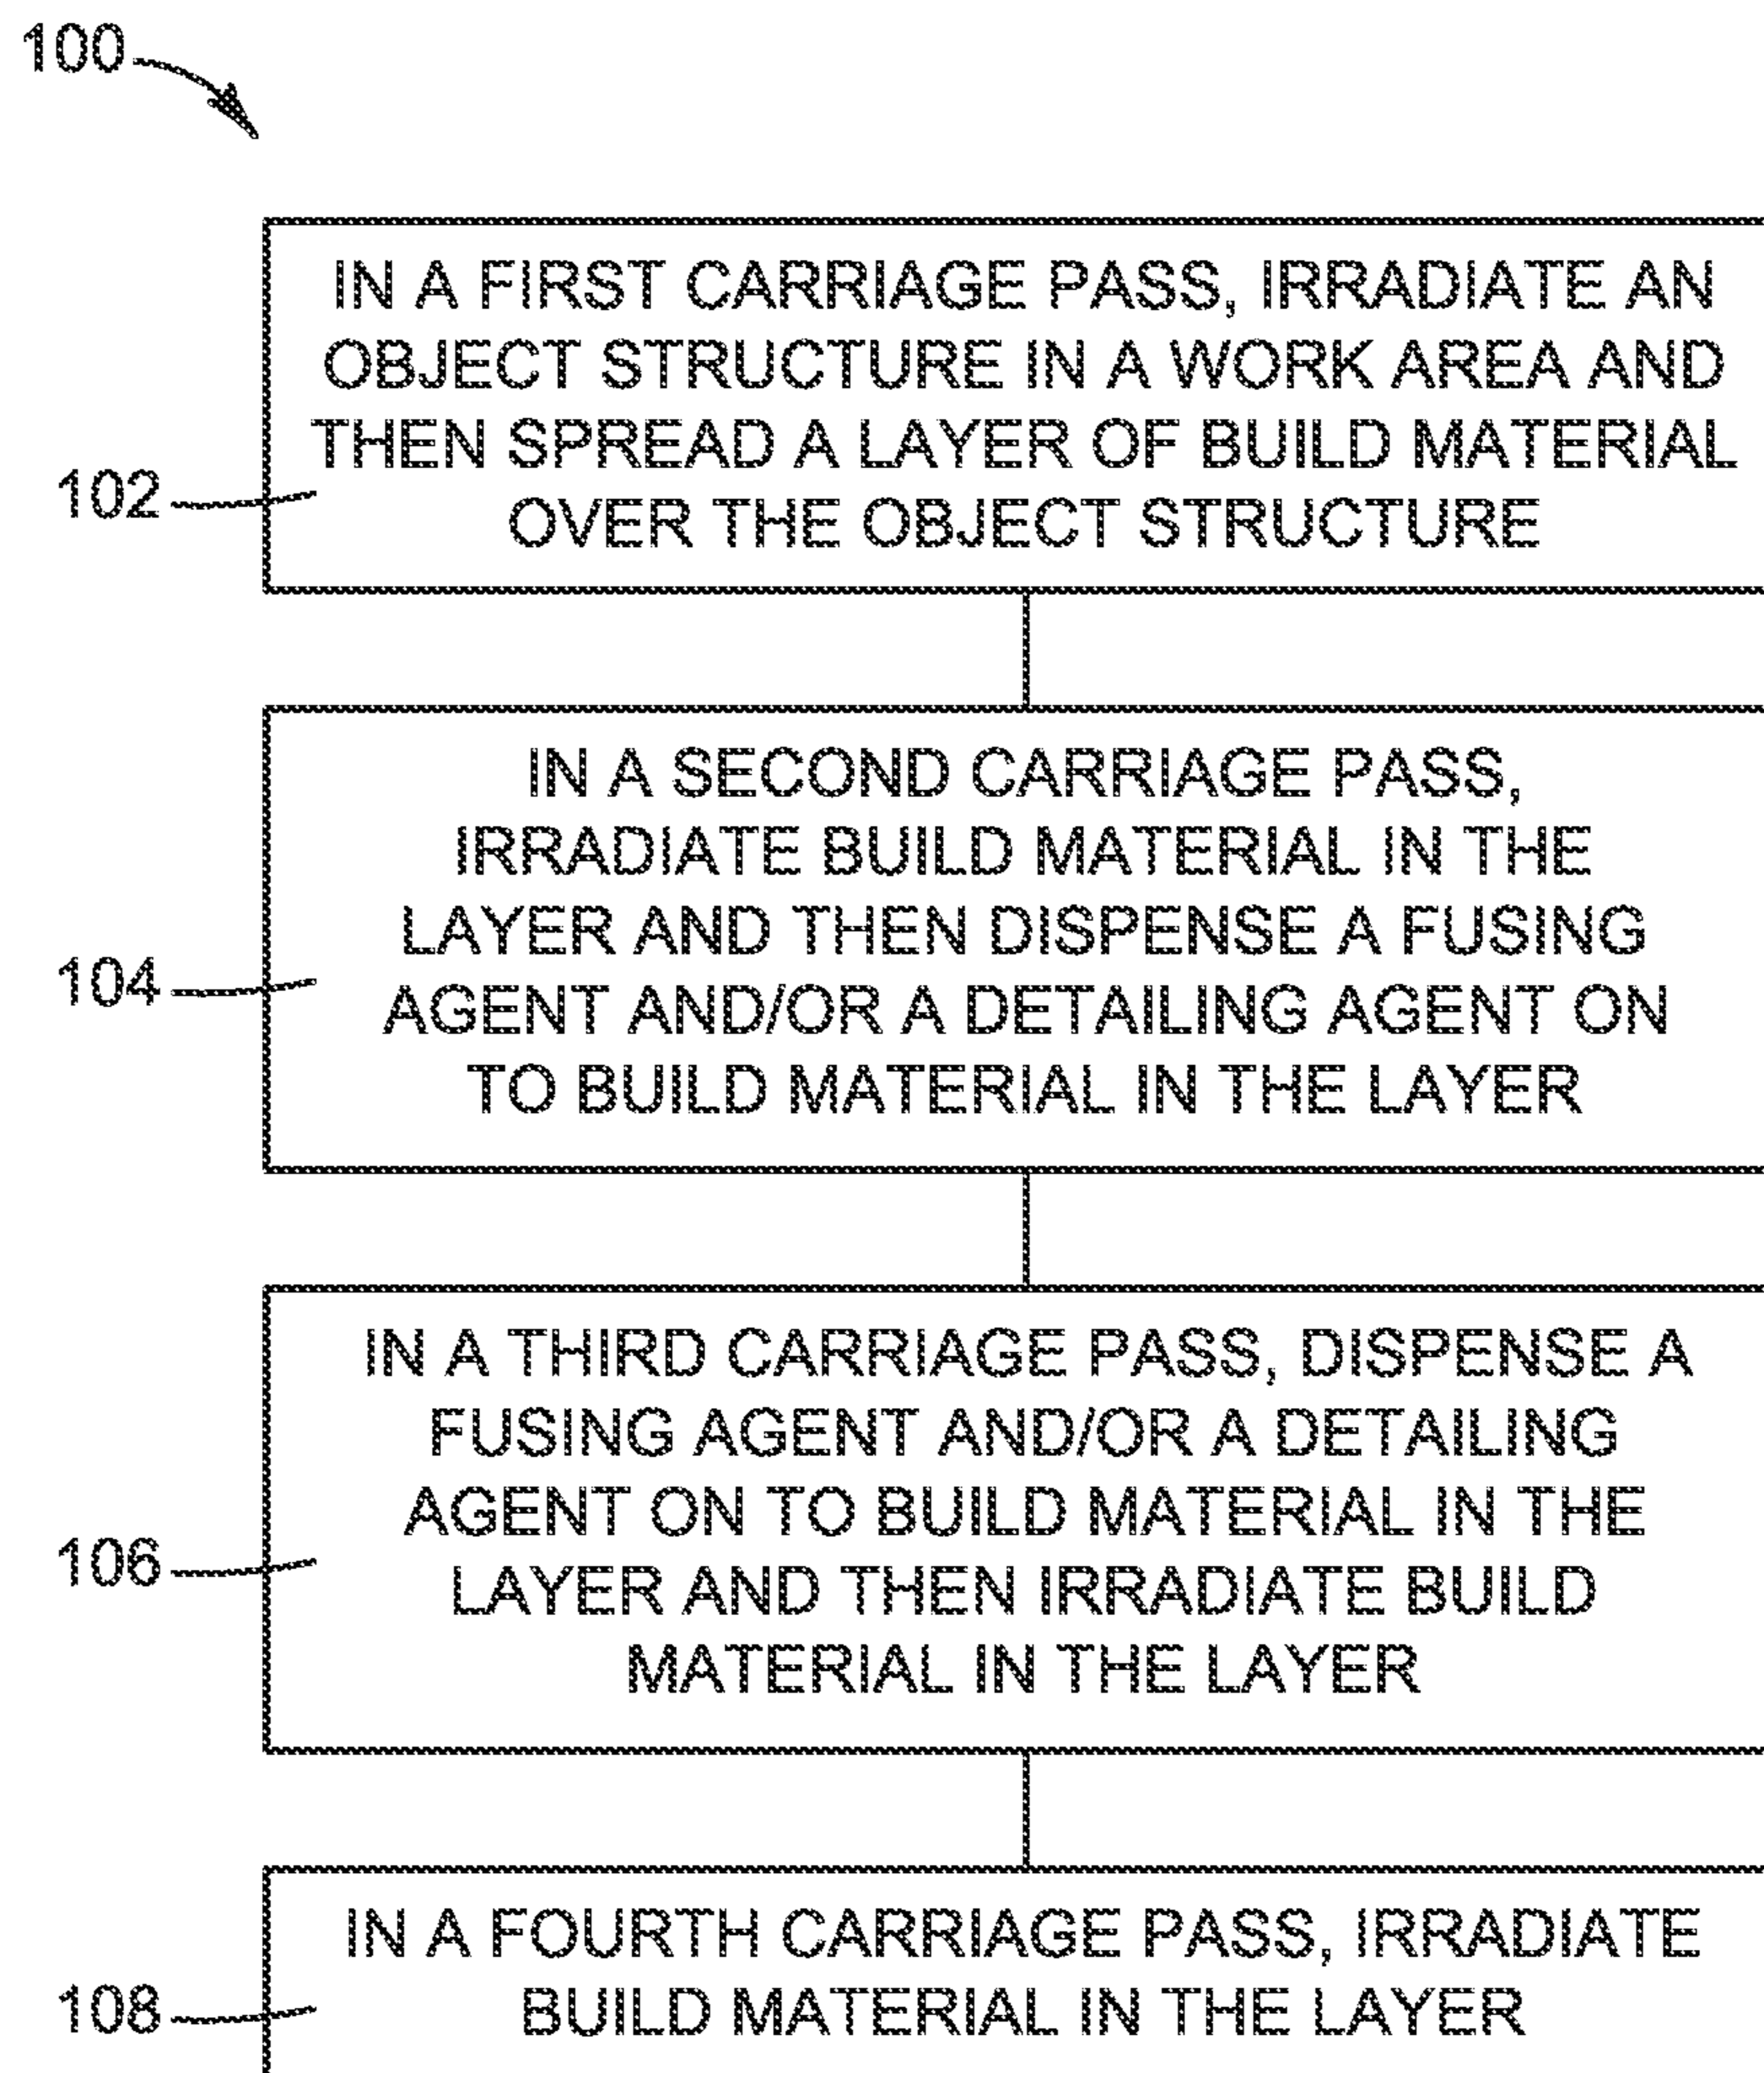 100
IN A FIRST CARRIAGE PASS, IRRADIATE AN
OBJECT STRUCTURE IN A WORK AREA AND
THEN SPREAD A LAYER OF BUILD MATERIAL
OVER THE OBJECT STRUCTURE
102
IN A SECOND CARRIAGE PASS,
IRRADIATE BUILD MATERIAL IN THE
LAYER AND THEN DISPENSE A FUSING
AGENT AND/OR A DETAILING AGENT ON
TO BUILD MATERIAL IN THE LAYER
104
IN A THIRD CARRIAGE PASS, DISPENSE A
FUSING AGENT AND/OR A DETAILING
AGENT ON TO BUILD MATERIAL IN THE
LAYER AND THEN IRRADIATE BUILD
MATERIAL IN THE LAYER
106
IN A FOURTH CARRIAGE PASS, IRRADIATE
BUILD MATERIAL IN THE LAYER
108